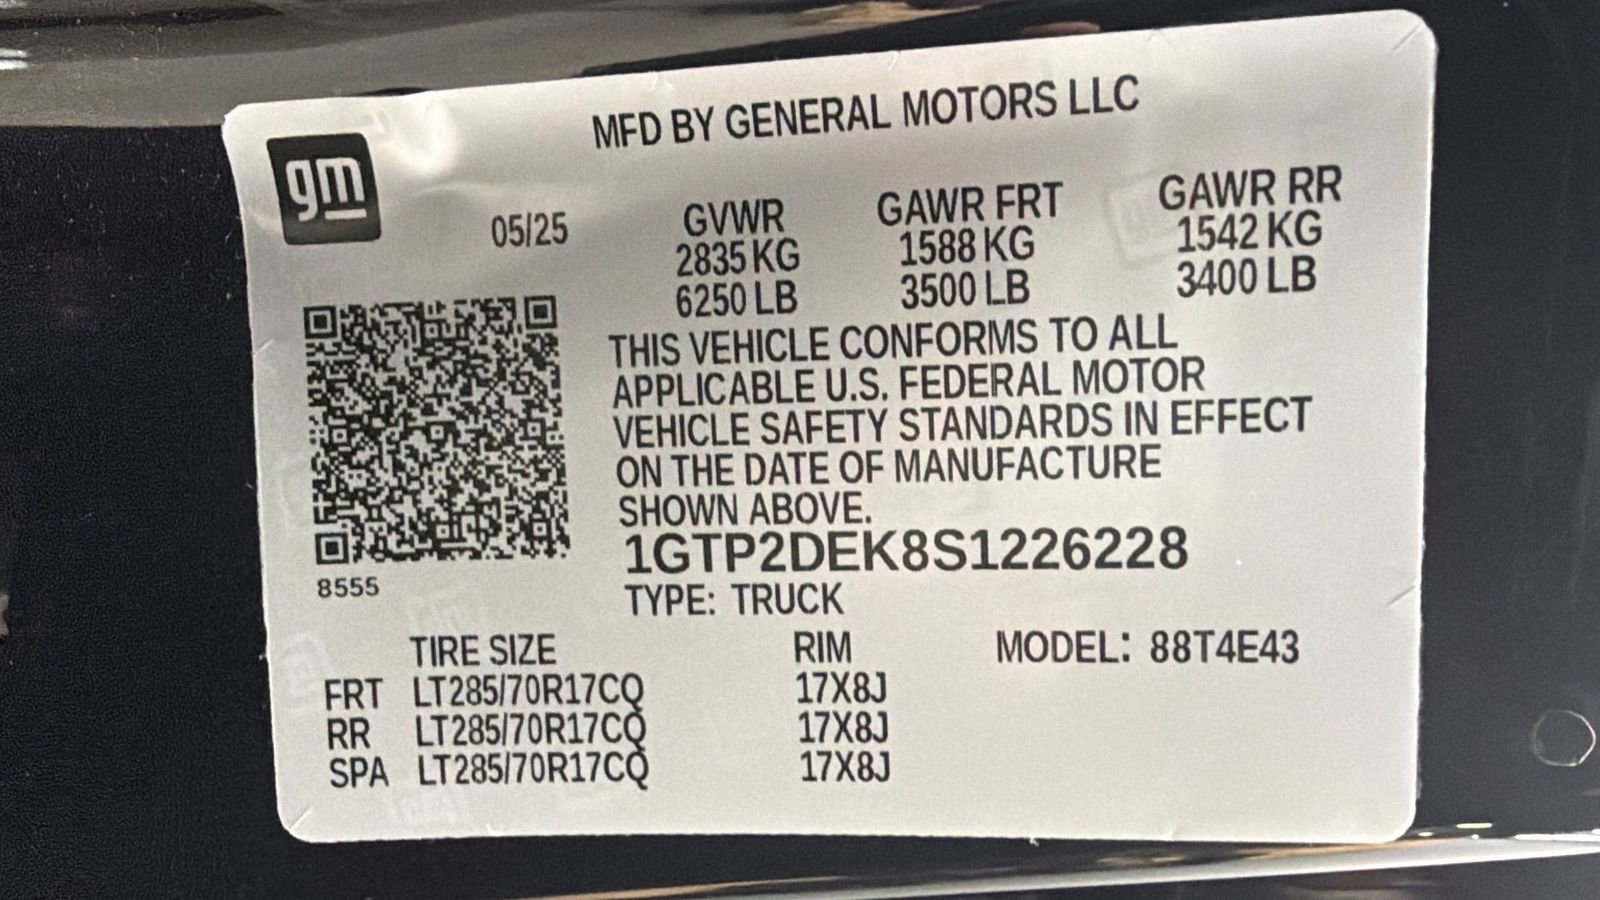 MFD BY GENERAL MOTORS LLC
gm
05/25
GVWR GAWR FRT GAWR RR
2835 KG 1588 KG 1542 KG
6250 LB 3500 LB 3400 LB
THIS VEHICLE CONFORMS TO ALL
APPLICABLE U.S. FEDERAL MOTOR
VEHICLE SAFETY STANDARDS IN EFFECT
ON THE DATE OF MANUFACTURE
SHOWN ABOVE.
1GTP2DEK8S1226228
8555
TYPE: TRUCK
TIRE SIZE RIM MODEL: 88T4E43
FRT LT285/70R17CQ 17X8J
RR LT285/70R17CQ 17X8J
SPA LT285/70R17CQ 17X8J